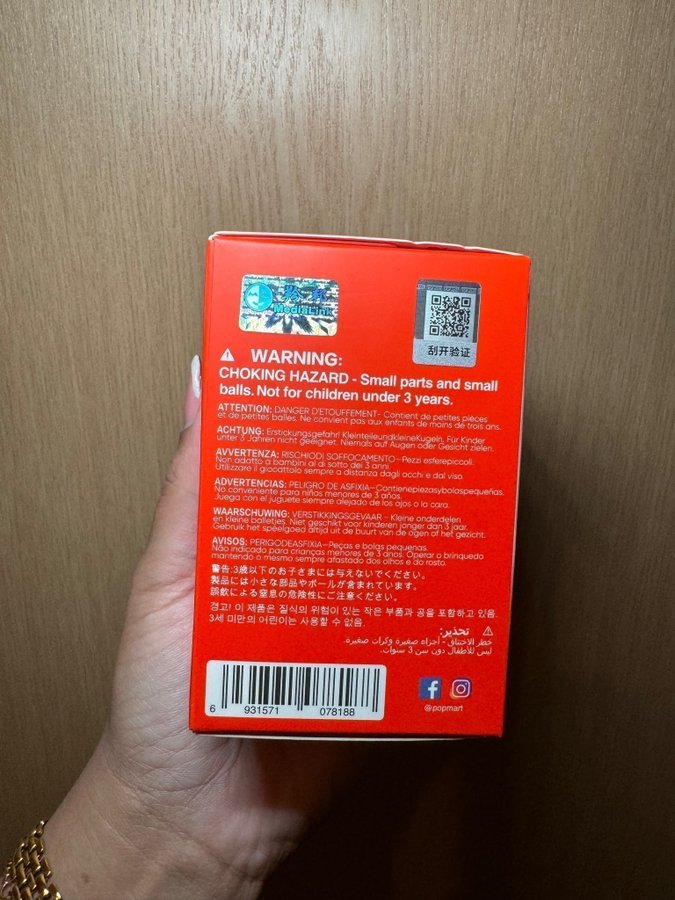 羚邦
MediaLink
刮开验证
WARNING:
CHOKING HAZARD - Small parts and small
balls. Not for children under 3 years.
ATTENTION: DANGER D'ETOUFFEMENT- Contient de petites pièces
et de petites balles. Ne convient pas aux enfants de moins de trois ans.
ACHTUNG: Erstickungsgefahr! KleinteileundkleineKugeln. Für Kinder
unter 3 Jahren nicht geeignet. Niemals auf Augen oder Gesicht zielen.
AVVERTENZA: RISCHIODI SOFFOCAMENTO—Pezzi esferepiccoli.
Non adatto a bambini al di sotto dei 3 anni.
Utilizzare il giocattolo sempre a distanza dagli occhi e dal viso.
ADVERTENCIAS: PELIGRO DE ASFIXIA—Contienepiezasybolaspequeñas.
No conveniente para niños menores de 3 años.
Juega con el juguete siempre alejado de los ojos o la cara.
WAARSCHUWING: VERSTIKKINGSGEVAAR — Kleine onderdelen
en kleine balletjes. Niet geschikt voor kinderen jonger dan 3 jaar.
Gebruik het speelgoed altijd uit de buurt van de ogen of het gezicht.
AVISOS: PERIGODEASFIXIA—Peças e bolas pequenas.
Não indicado para crianças menores de 3 anos. Operar o brinquedo
mantendo o mesmo sempre afastado dos olhos e do rosto.
警告:3歳以下のお子さまには与えないでください。
製品には小さな部品やボールが含まれています。
誤飲による窒息の危険性にご注意ください。
경고! 이 제품은 질식의 위험이 있는 작은 부품과 공을 포함하고 있음.
3세 미만의 어린이는 사용할 수 없음.
تحذير:
خطر الاختناق - أجزاء صغيرة وكرات صغيرة.
ليس للأطفال دون سن 3 سنوات.
6 931571 078188
@popmart